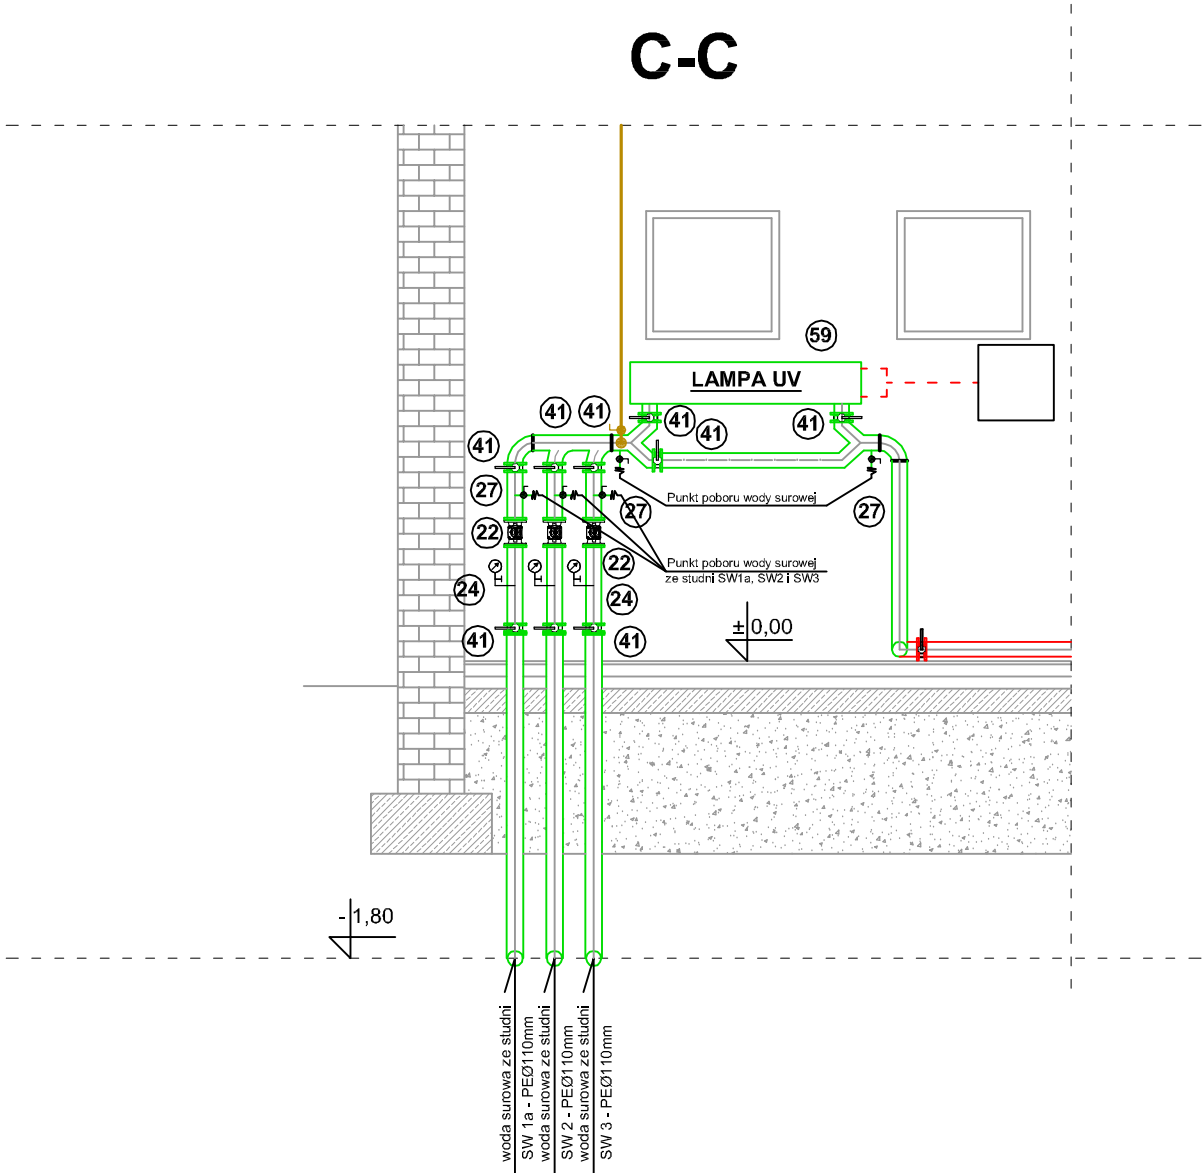 C-C
59
LAMPA UV
41
41
41
41
41
41
27
Punkt poboru wody surowej
27
27
22
Punkt poboru wody surowej
ze studni SW1a, SW2 i SW3
22
24
24
±0,00
41
41
-1,80
woda surowa ze studni
SW 1a - PEØ110mm
woda surowa ze studni
SW 2 - PEØ110mm
woda surowa ze studni
SW 3 - PEØ110mm